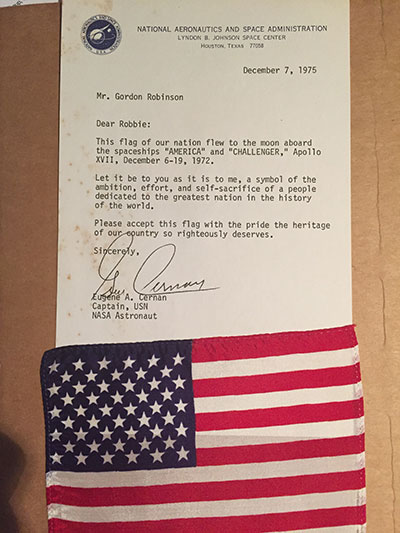 NATIONAL AERONAUTICS AND SPACE ADMINISTRATION
LYNDON B. JOHNSON SPACE CENTER
HOUSTON, TEXAS 77058
December 7, 1975
Mr. Gordon Robinson
Dear Robbie:
This flag of our nation flew to the moon aboard
the spaceships "AMERICA" and "CHALLENGER," Apollo
XVII, December 6-19, 1972.
Let it be to you as it is to me, a symbol of the
ambition, effort, and self-sacrifice of a people
dedicated to the greatest nation in the history
of the world.
Please accept this flag with the pride the heritage
of our country so righteously deserves.
Sincerely,
Gene Cernan
Eugene A. Cernan
Captain, USN
NASA Astronaut